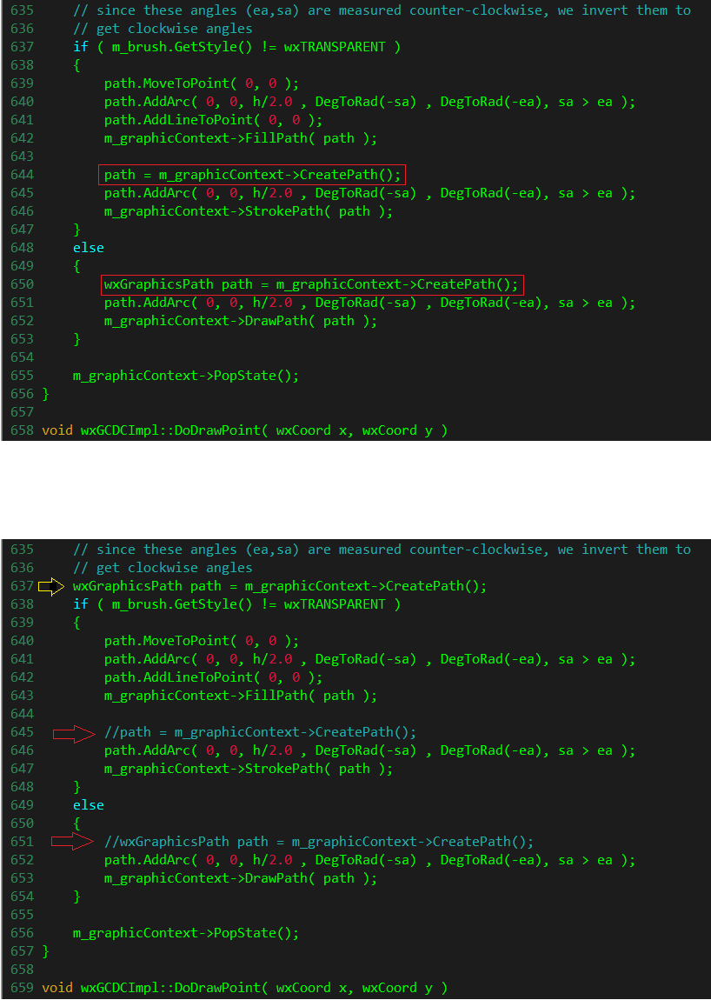 635 // since these angles (ea,sa) are measured counter-clockwise, we invert them to
636 // get clockwise angles
637 if ( m_brush.GetStyle() != wxTRANSPARENT )
638 {
639 path.MoveToPoint( 0, 0 );
640 path.AddArc( 0, 0, h/2.0 , DegToRad(-sa) , DegToRad(-ea), sa > ea );
641 path.AddLineToPoint( 0, 0 );
642 m_graphicContext->FillPath( path );
643
644 path = m_graphicContext->CreatePath();
645 path.AddArc( 0, 0, h/2.0 , DegToRad(-sa) , DegToRad(-ea), sa > ea );
646 m_graphicContext->StrokePath( path );
647 }
648 else
649 {
650 wxGraphicsPath path = m_graphicContext->CreatePath();
651 path.AddArc( 0, 0, h/2.0 , DegToRad(-sa) , DegToRad(-ea), sa > ea );
652 m_graphicContext->DrawPath( path );
653 }
654
655 m_graphicContext->PopState();
656 }
657
658 void wxGCDCImpl::DoDrawPoint( wxCoord x, wxCoord y )
635 // since these angles (ea,sa) are measured counter-clockwise, we invert them to
636 // get clockwise angles
637 wxGraphicsPath path = m_graphicContext->CreatePath();
638 if ( m_brush.GetStyle() != wxTRANSPARENT )
639 {
640 path.MoveToPoint( 0, 0 );
641 path.AddArc( 0, 0, h/2.0 , DegToRad(-sa) , DegToRad(-ea), sa > ea );
642 path.AddLineToPoint( 0, 0 );
643 m_graphicContext->FillPath( path );
644
645 //path = m_graphicContext->CreatePath();
646 path.AddArc( 0, 0, h/2.0 , DegToRad(-sa) , DegToRad(-ea), sa > ea );
647 m_graphicContext->StrokePath( path );
648 }
649 else
650 {
651 //wxGraphicsPath path = m_graphicContext->CreatePath();
652 path.AddArc( 0, 0, h/2.0 , DegToRad(-sa) , DegToRad(-ea), sa > ea );
653 m_graphicContext->DrawPath( path );
654 }
655
656 m_graphicContext->PopState();
657 }
658
659 void wxGCDCImpl::DoDrawPoint( wxCoord x, wxCoord y )